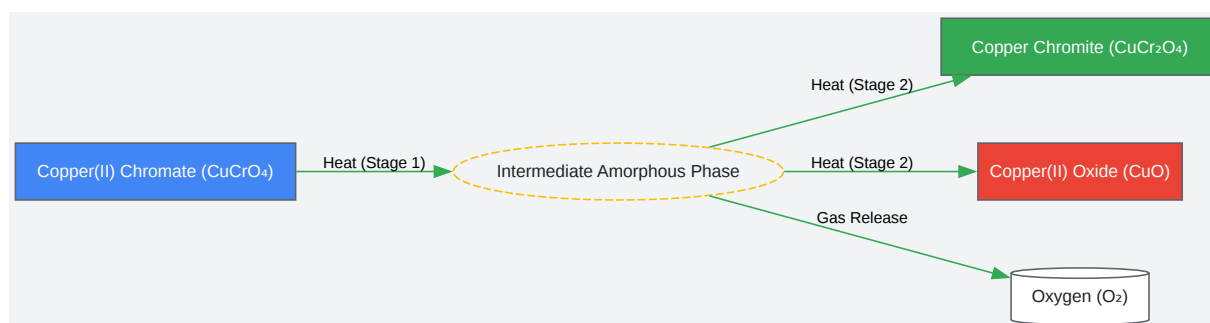 Copper Chromite (CuCr₂O₄)
Heat (Stage 2)
Copper(II) Chromate (CuCrO₄)
Heat (Stage 1)
Intermediate Amorphous Phase
Heat (Stage 2)
Copper(II) Oxide (CuO)
Gas Release
Oxygen (O₂)